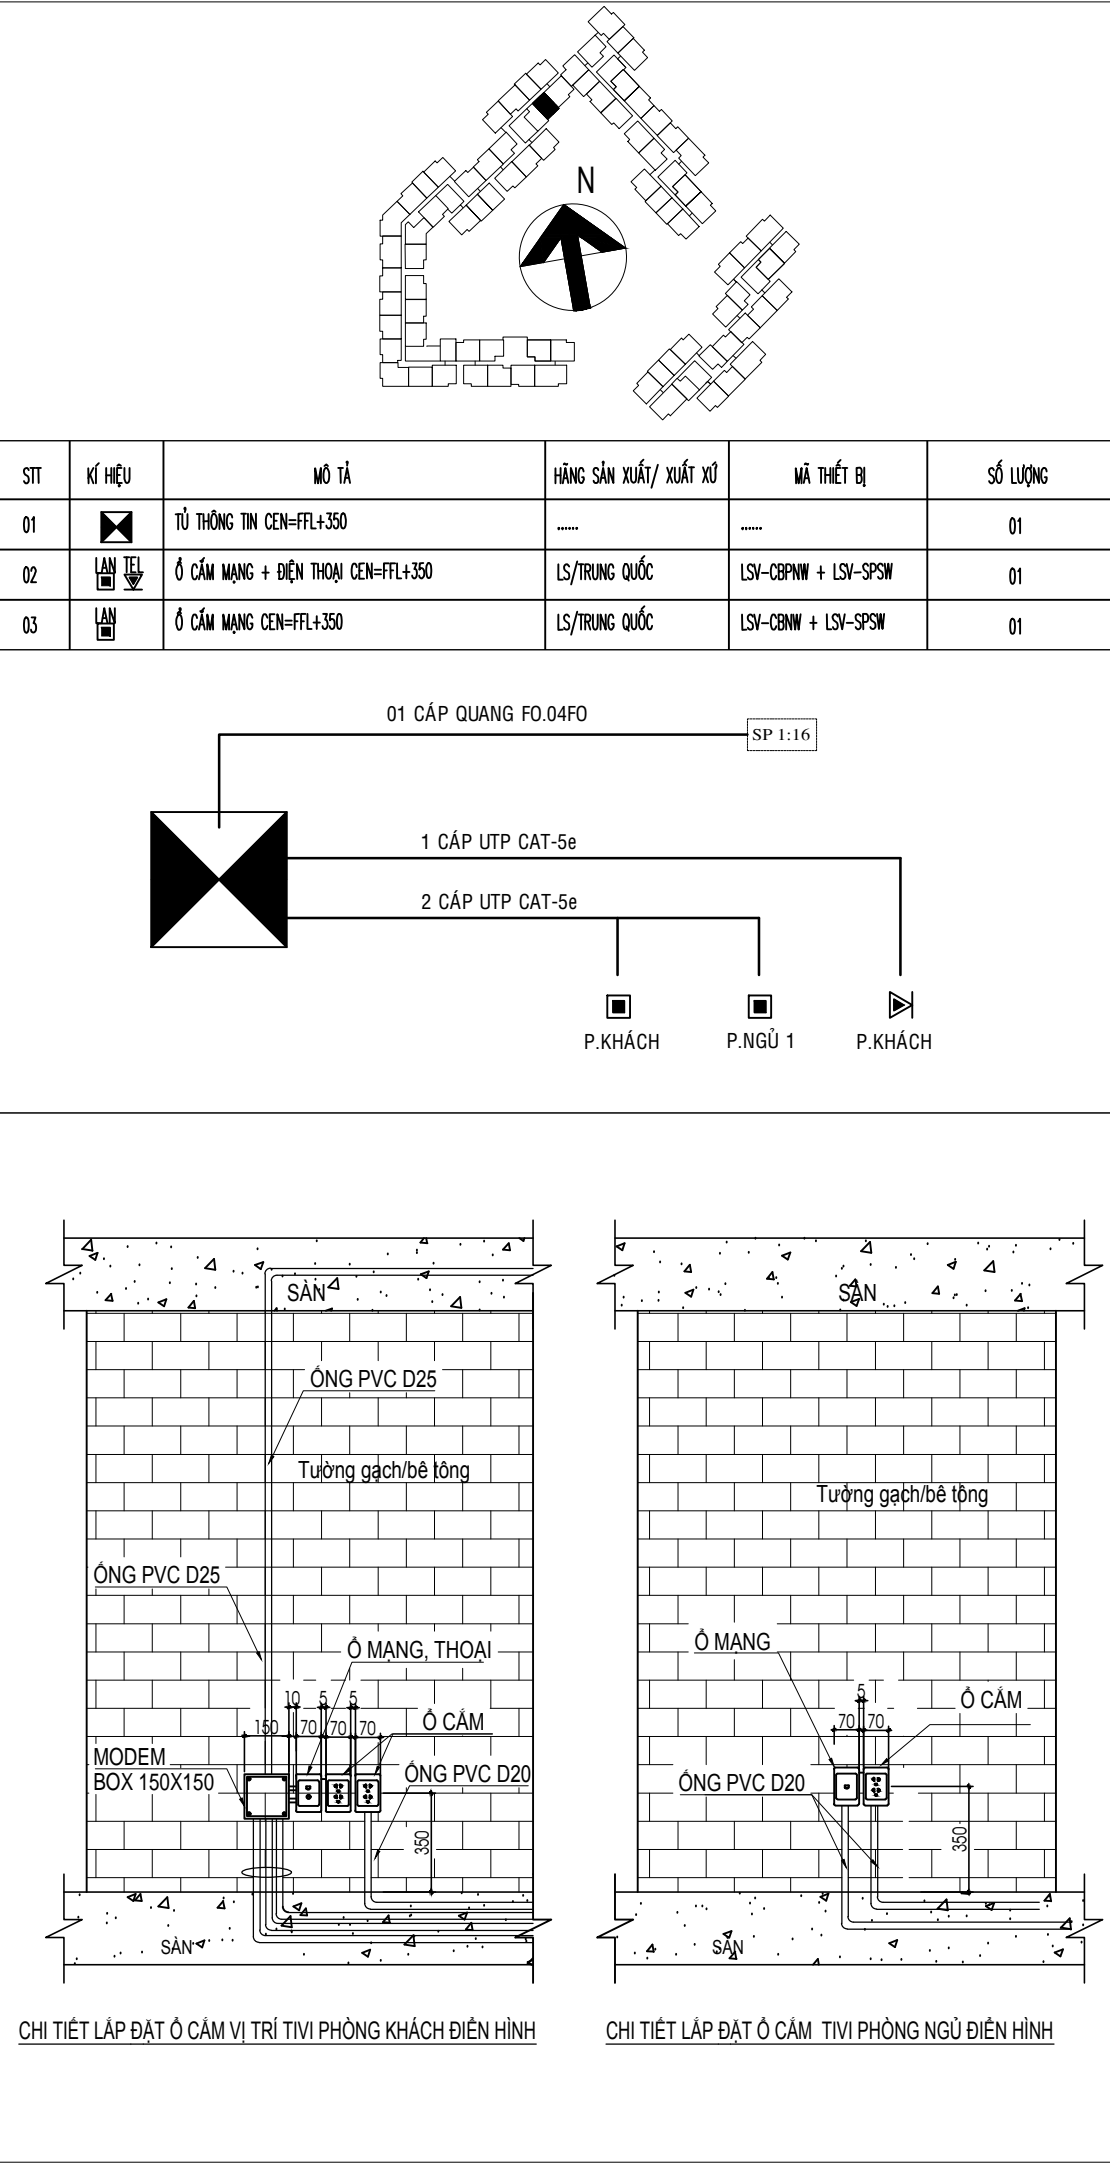 N
STT KÍ HIỆU MÔ TẢ HÃNG SẢN XUẤT/ XUẤT XỨ MÃ THIẾT BỊ SỐ LƯỢNG
01 TỦ THÔNG TIN CEN=FFL+350 ...... ...... 01
02 LAN TEL Ổ CẮM MẠNG + ĐIỆN THOẠI CEN=FFL+350 LS/TRUNG QUỐC LSV-CBPNW + LSV-SPSW 01
03 LAN Ổ CẮM MẠNG CEN=FFL+350 LS/TRUNG QUỐC LSV-CBNW + LSV-SPSW 01
01 CÁP QUANG FO.04FO
SP 1:16
1 CÁP UTP CAT-5e
2 CÁP UTP CAT-5e
P.KHÁCH P.NGỦ 1 P.KHÁCH
SÀN
ỐNG PVC D25
Tường gạch/bê tông
ỐNG PVC D25
Ổ MẠNG, THOẠI
10 5 5
150 70 70 70
Ổ CẮM
MODEM
BOX 150X150
ỐNG PVC D20
350
SÀN
CHI TIẾT LẮP ĐẶT Ổ CẮM VỊ TRÍ TIVI PHÒNG KHÁCH ĐIỂN HÌNH
SÀN
Tường gạch/bê tông
Ổ MẠNG
5
70 70
Ổ CẮM
ỐNG PVC D20
350
SÀN
CHI TIẾT LẮP ĐẶT Ổ CẮM TIVI PHÒNG NGỦ ĐIỂN HÌNH